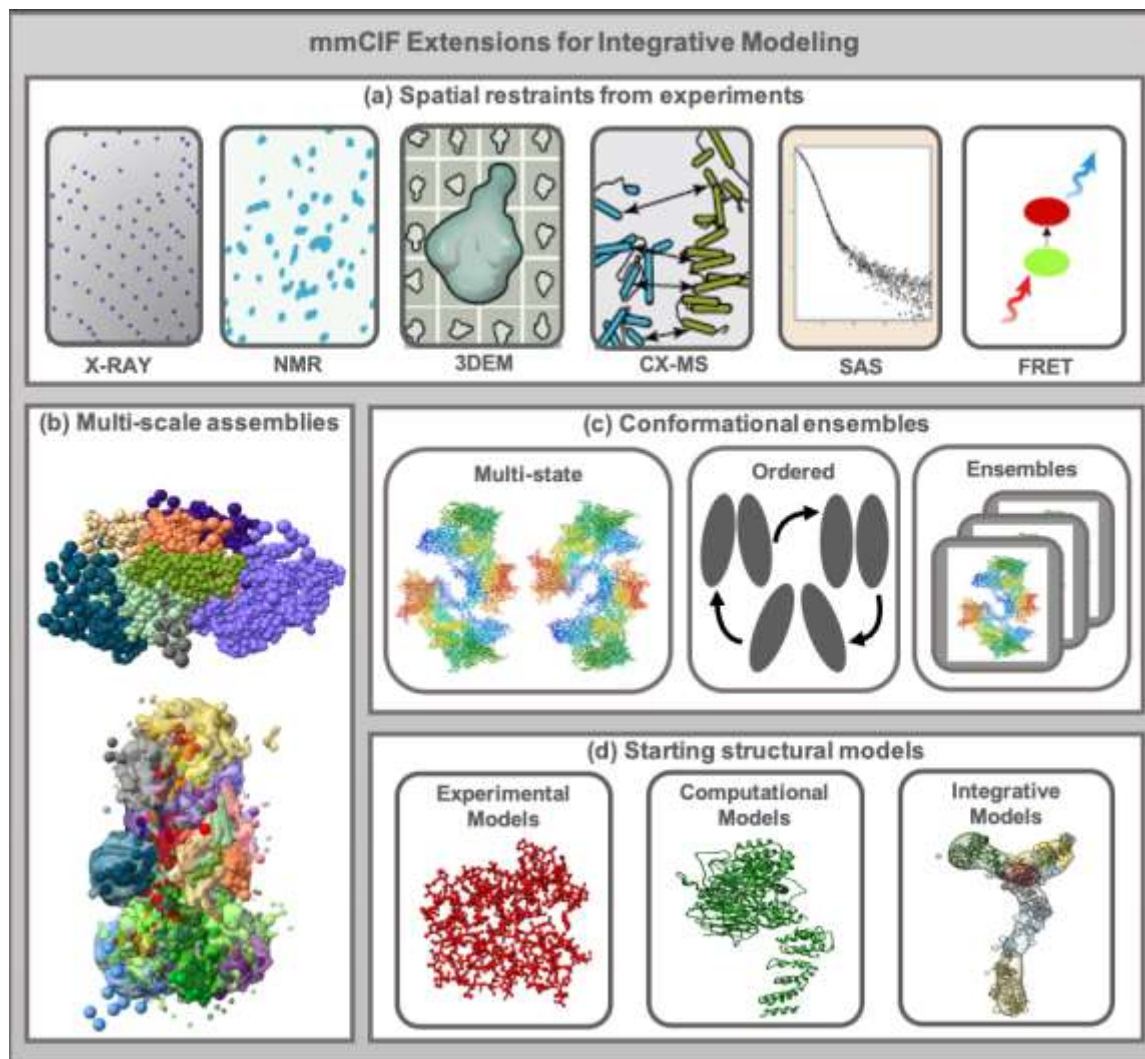 mmCIF Extensions for Integrative Modeling
(a) Spatial restraints from experiments
X-RAY
NMR
3DEM
CX-MS
SAS
FRET
(b) Multi-scale assemblies
(c) Conformational ensembles
Multi-state
Ordered
Ensembles
(d) Starting structural models
Experimental
Models
Computational
Models
Integrative
Models